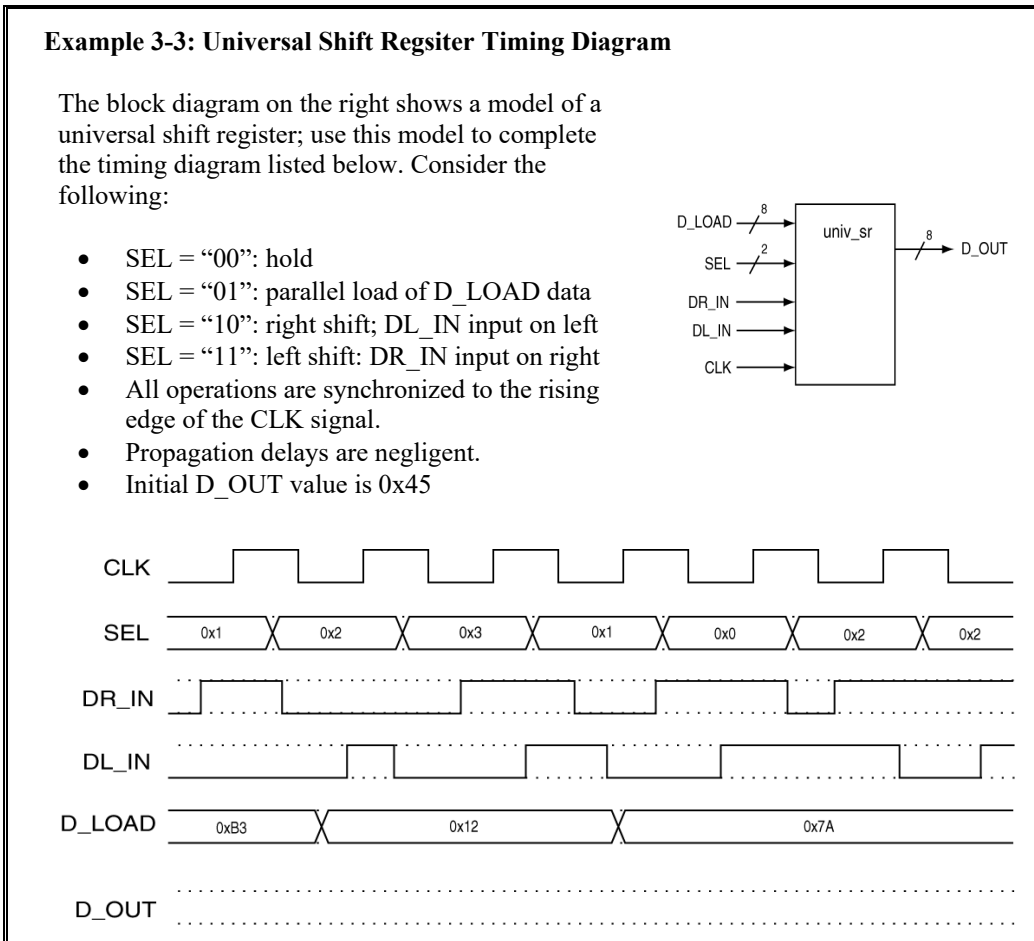 Example 3-3: Universal Shift Regsiter Timing Diagram
The block diagram on the right shows a model of a
universal shift register; use this model to complete
the timing diagram listed below. Consider the
following:
• SEL = “00”: hold
• SEL = “01”: parallel load of D_LOAD data
• SEL = “10”: right shift; DL_IN input on left
• SEL = “11”: left shift: DR_IN input on right
• All operations are synchronized to the rising
edge of the CLK signal.
• Propagation delays are negligent.
• Initial D_OUT value is 0x45
D_LOAD 8
SEL 2
DR_IN
DL_IN
CLK
univ_sr
8 D_OUT
CLK
SEL 0x1 0x2 0x3 0x1 0x0 0x2 0x2
DR_IN
DL_IN
D_LOAD 0xB3 0x12 0x7A
D_OUT